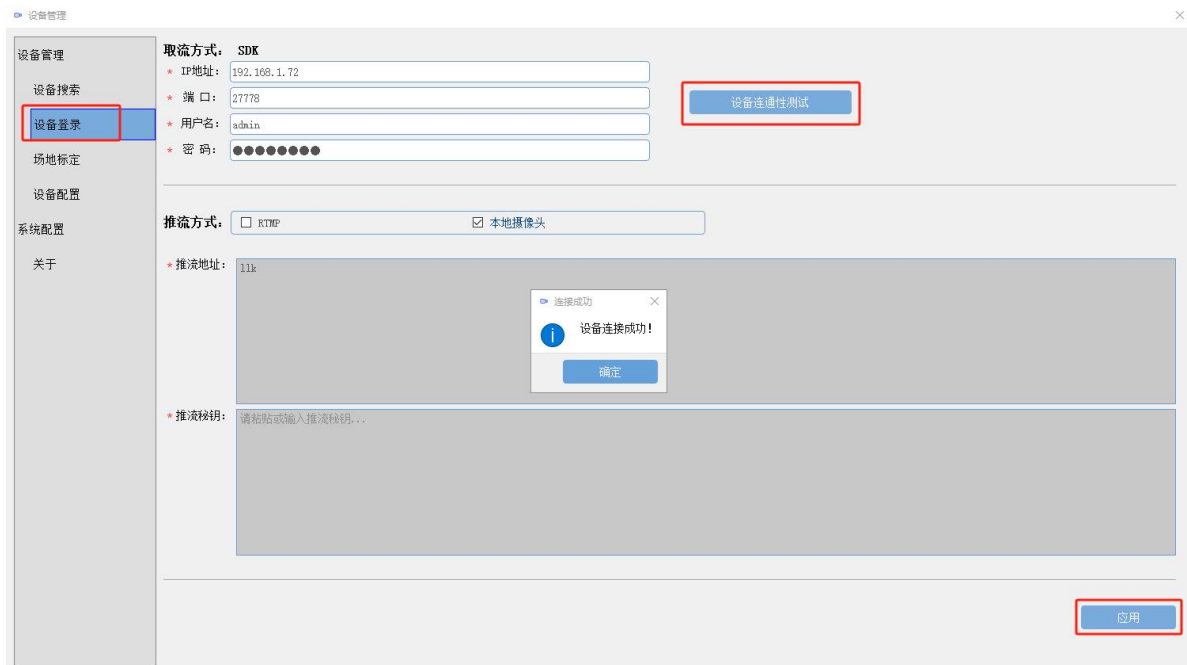 设备管理
设备管理
设备搜索
设备登录
场地标定
设备配置
系统配置
关于
取流方式： SDK
* IP地址： 192.168.1.72
* 端 口： 27778
* 用户名： admin
* 密 码： ●●●●●●●●
设备连通性测试
推流方式： RTMP 本地摄像头
*推流地址： llk
连接成功
设备连接成功!
确定
*推流秘钥： 请粘贴或输入推流秘钥...
应用